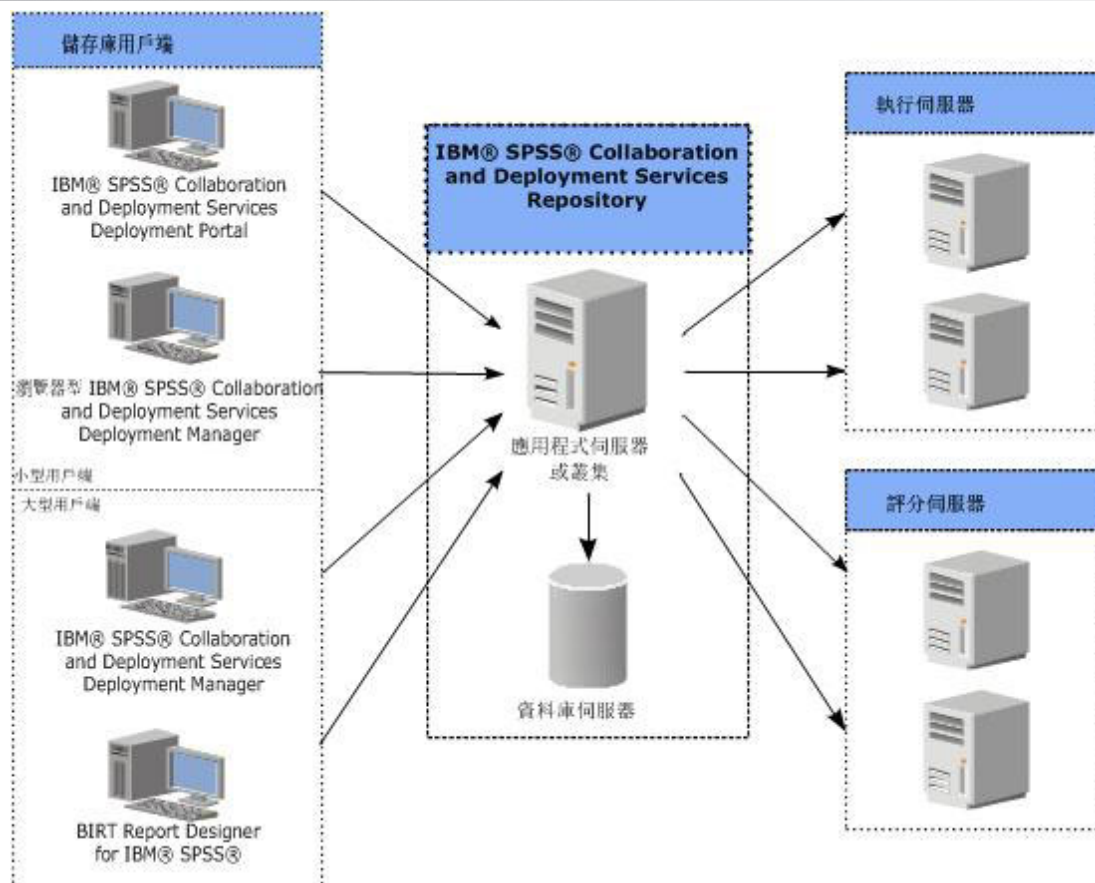 儲存庫用戶端
IBM® SPSS® Collaboration
and Deployment Services
Deployment Portal
瀏覽器型 IBM® SPSS® Collaboration
and Deployment Services
Deployment Manager
小型用戶端
大型用戶端
IBM® SPSS® Collaboration
and Deployment Services
Deployment Manager
BIRT Report Designer
for IBM® SPSS®
IBM® SPSS® Collaboration
and Deployment Services
Repository
應用程式伺服器
或叢集
資料庫伺服器
執行伺服器
評分伺服器